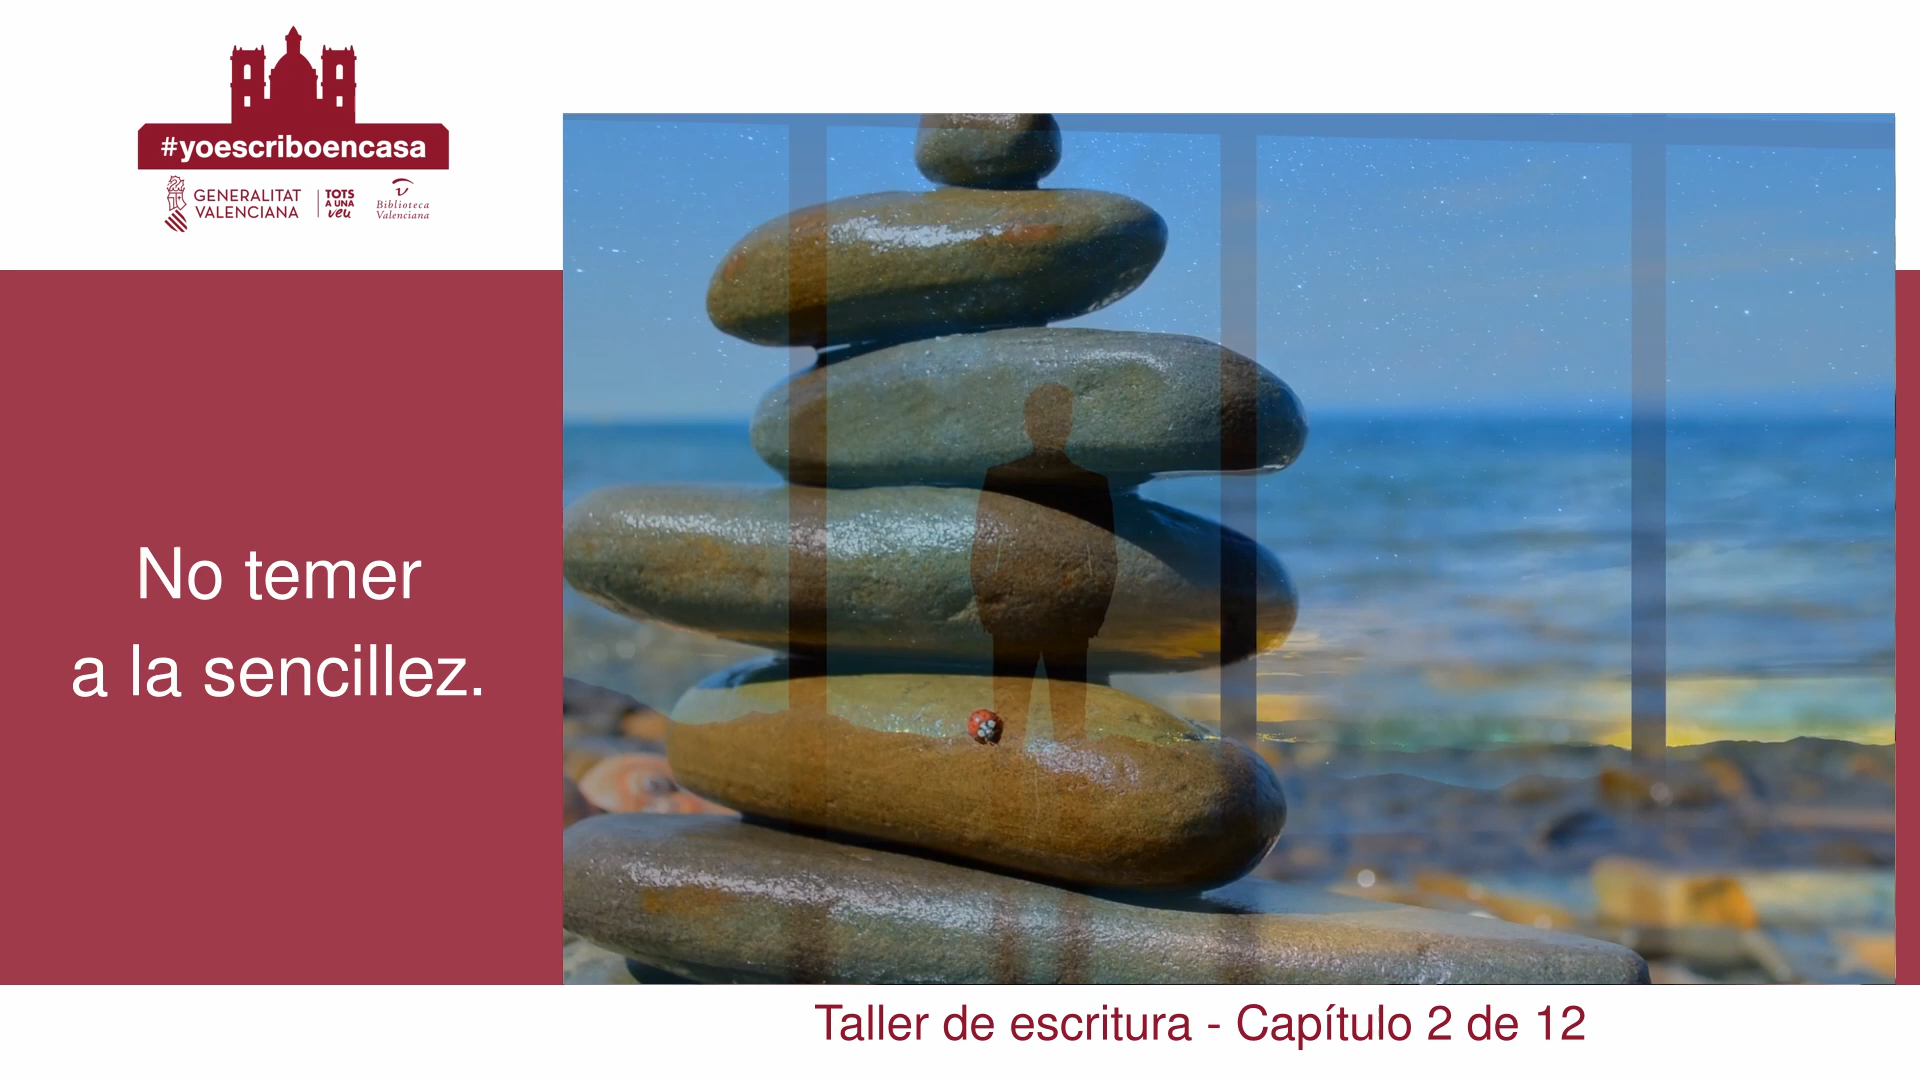 #yoescriboencasa
GENERALITAT
VALENCIANA
TOTS
A UNA
veu
Biblioteca
Valenciana
No temer
a la sencillez.
Taller de escritura - Capítulo 2 de 12